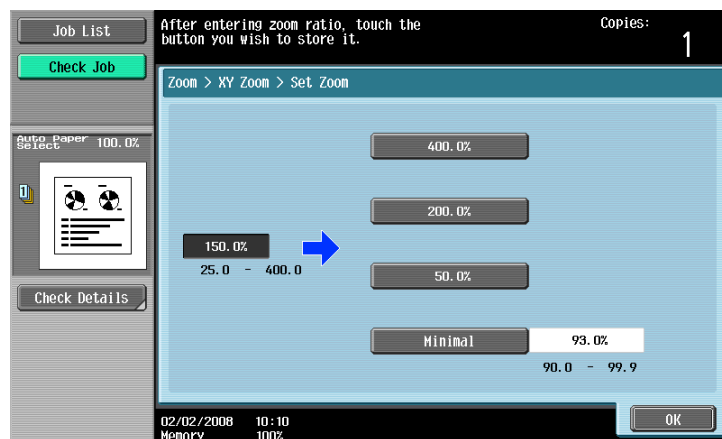 Job List
Check Job
After entering zoom ratio, touch the
button you wish to store it.
Copies:
1
Zoom > XY Zoom > Set Zoom
Auto Paper
Select 100.0%
1
400.0%
200.0%
150.0%
25.0 - 400.0
50.0%
Check Details
Minimal 93.0%
90.0 - 99.9
02/02/2008 10:10
Memory 100%
OK